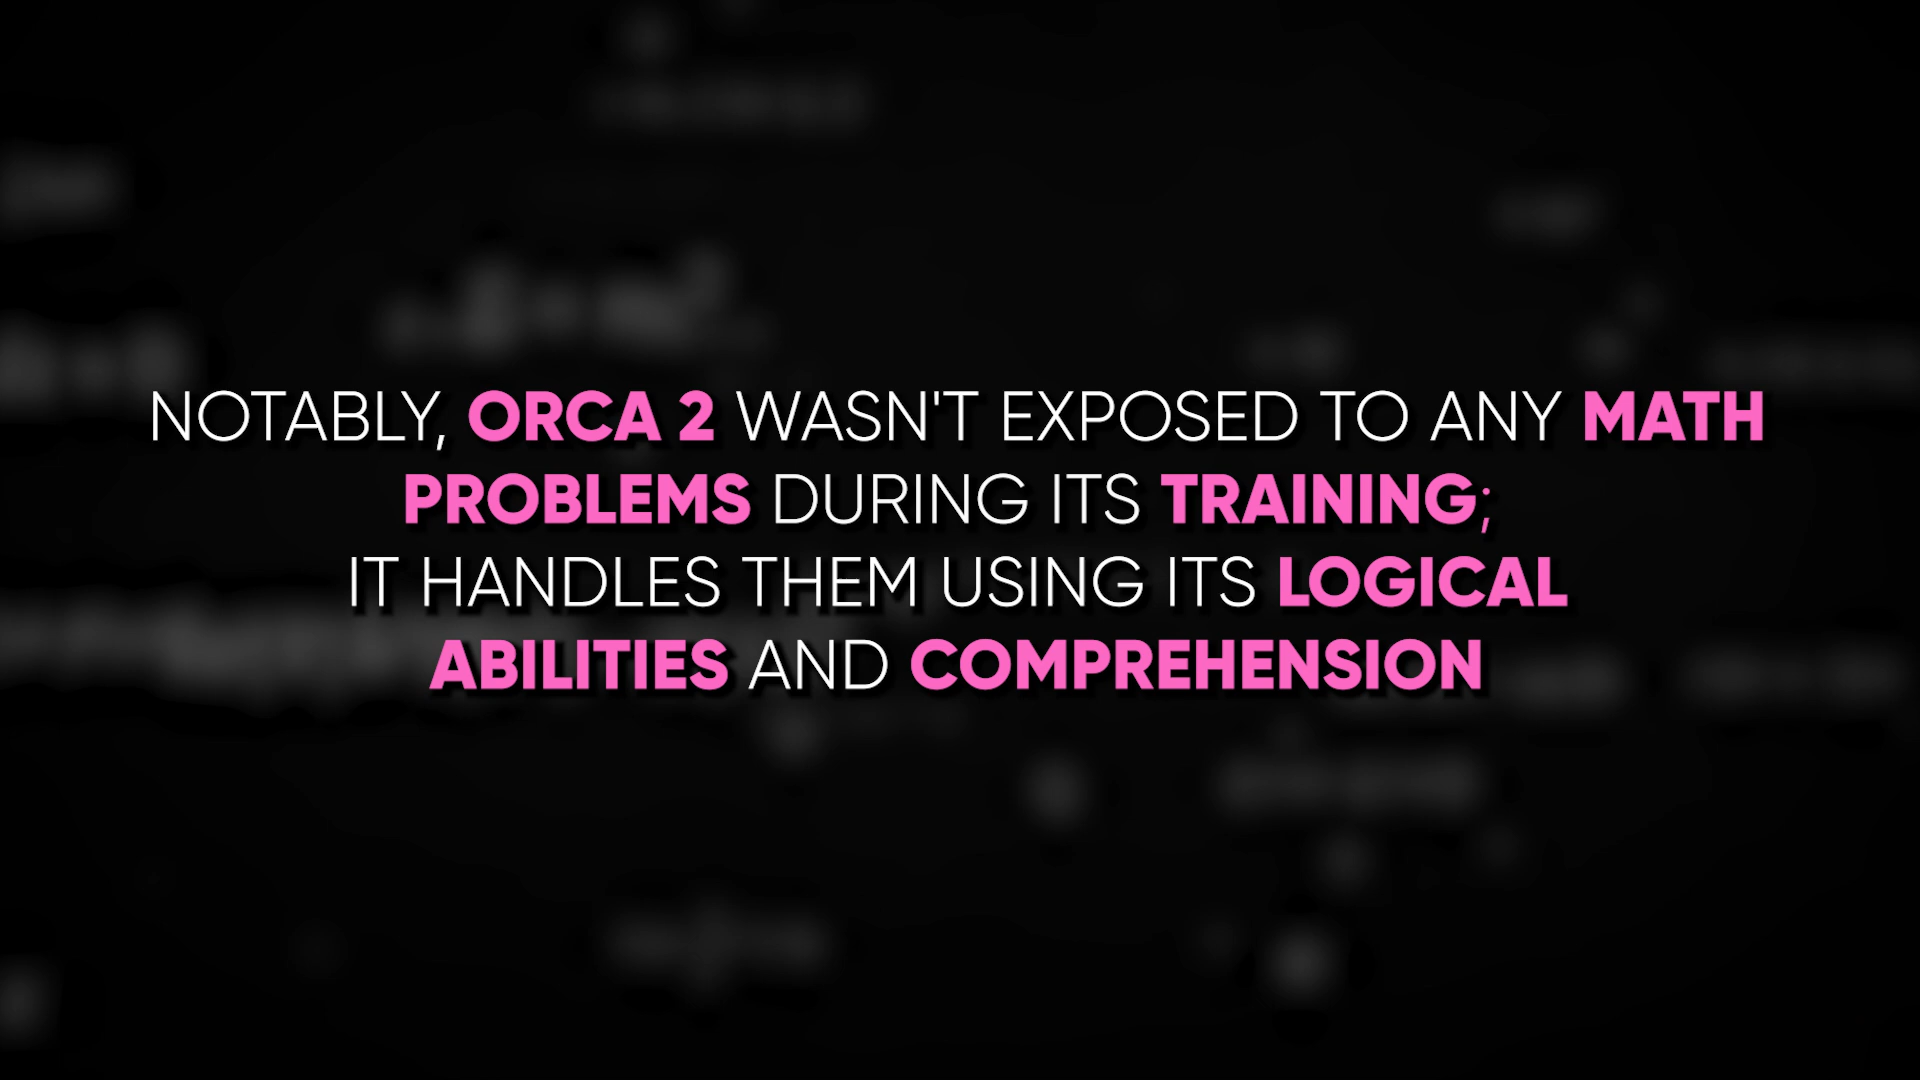 NOTABLY, ORCA 2 WASN'T EXPOSED TO ANY MATH
PROBLEMS DURING ITS TRAINING;
IT HANDLES THEM USING ITS LOGICAL
ABILITIES AND COMPREHENSION